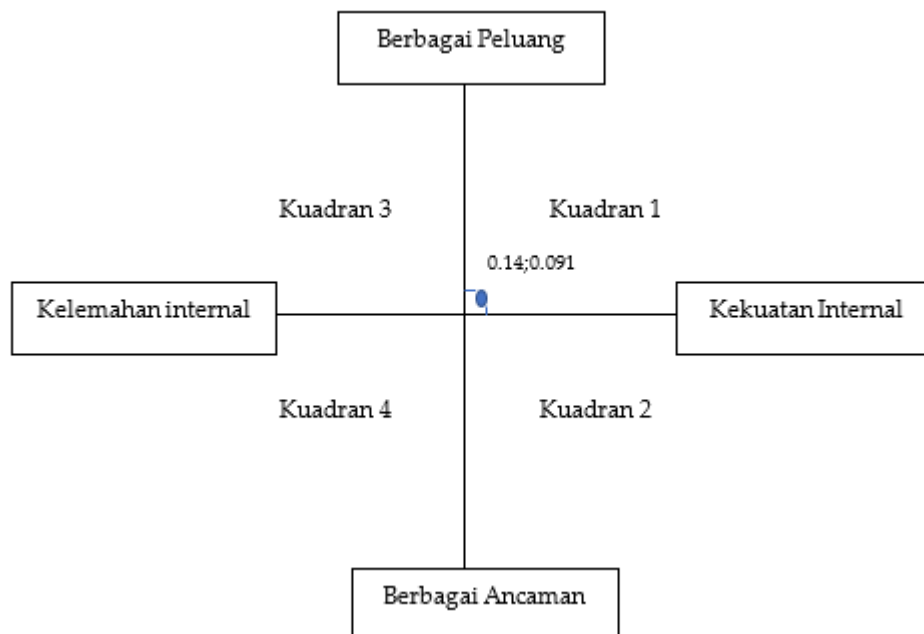 Berbagai Peluang
Kuadran 3
Kuadran 1
0.14;0.091
Kelemahan internal
Kekuatan Internal
Kuadran 4
Kuadran 2
Berbagai Ancaman